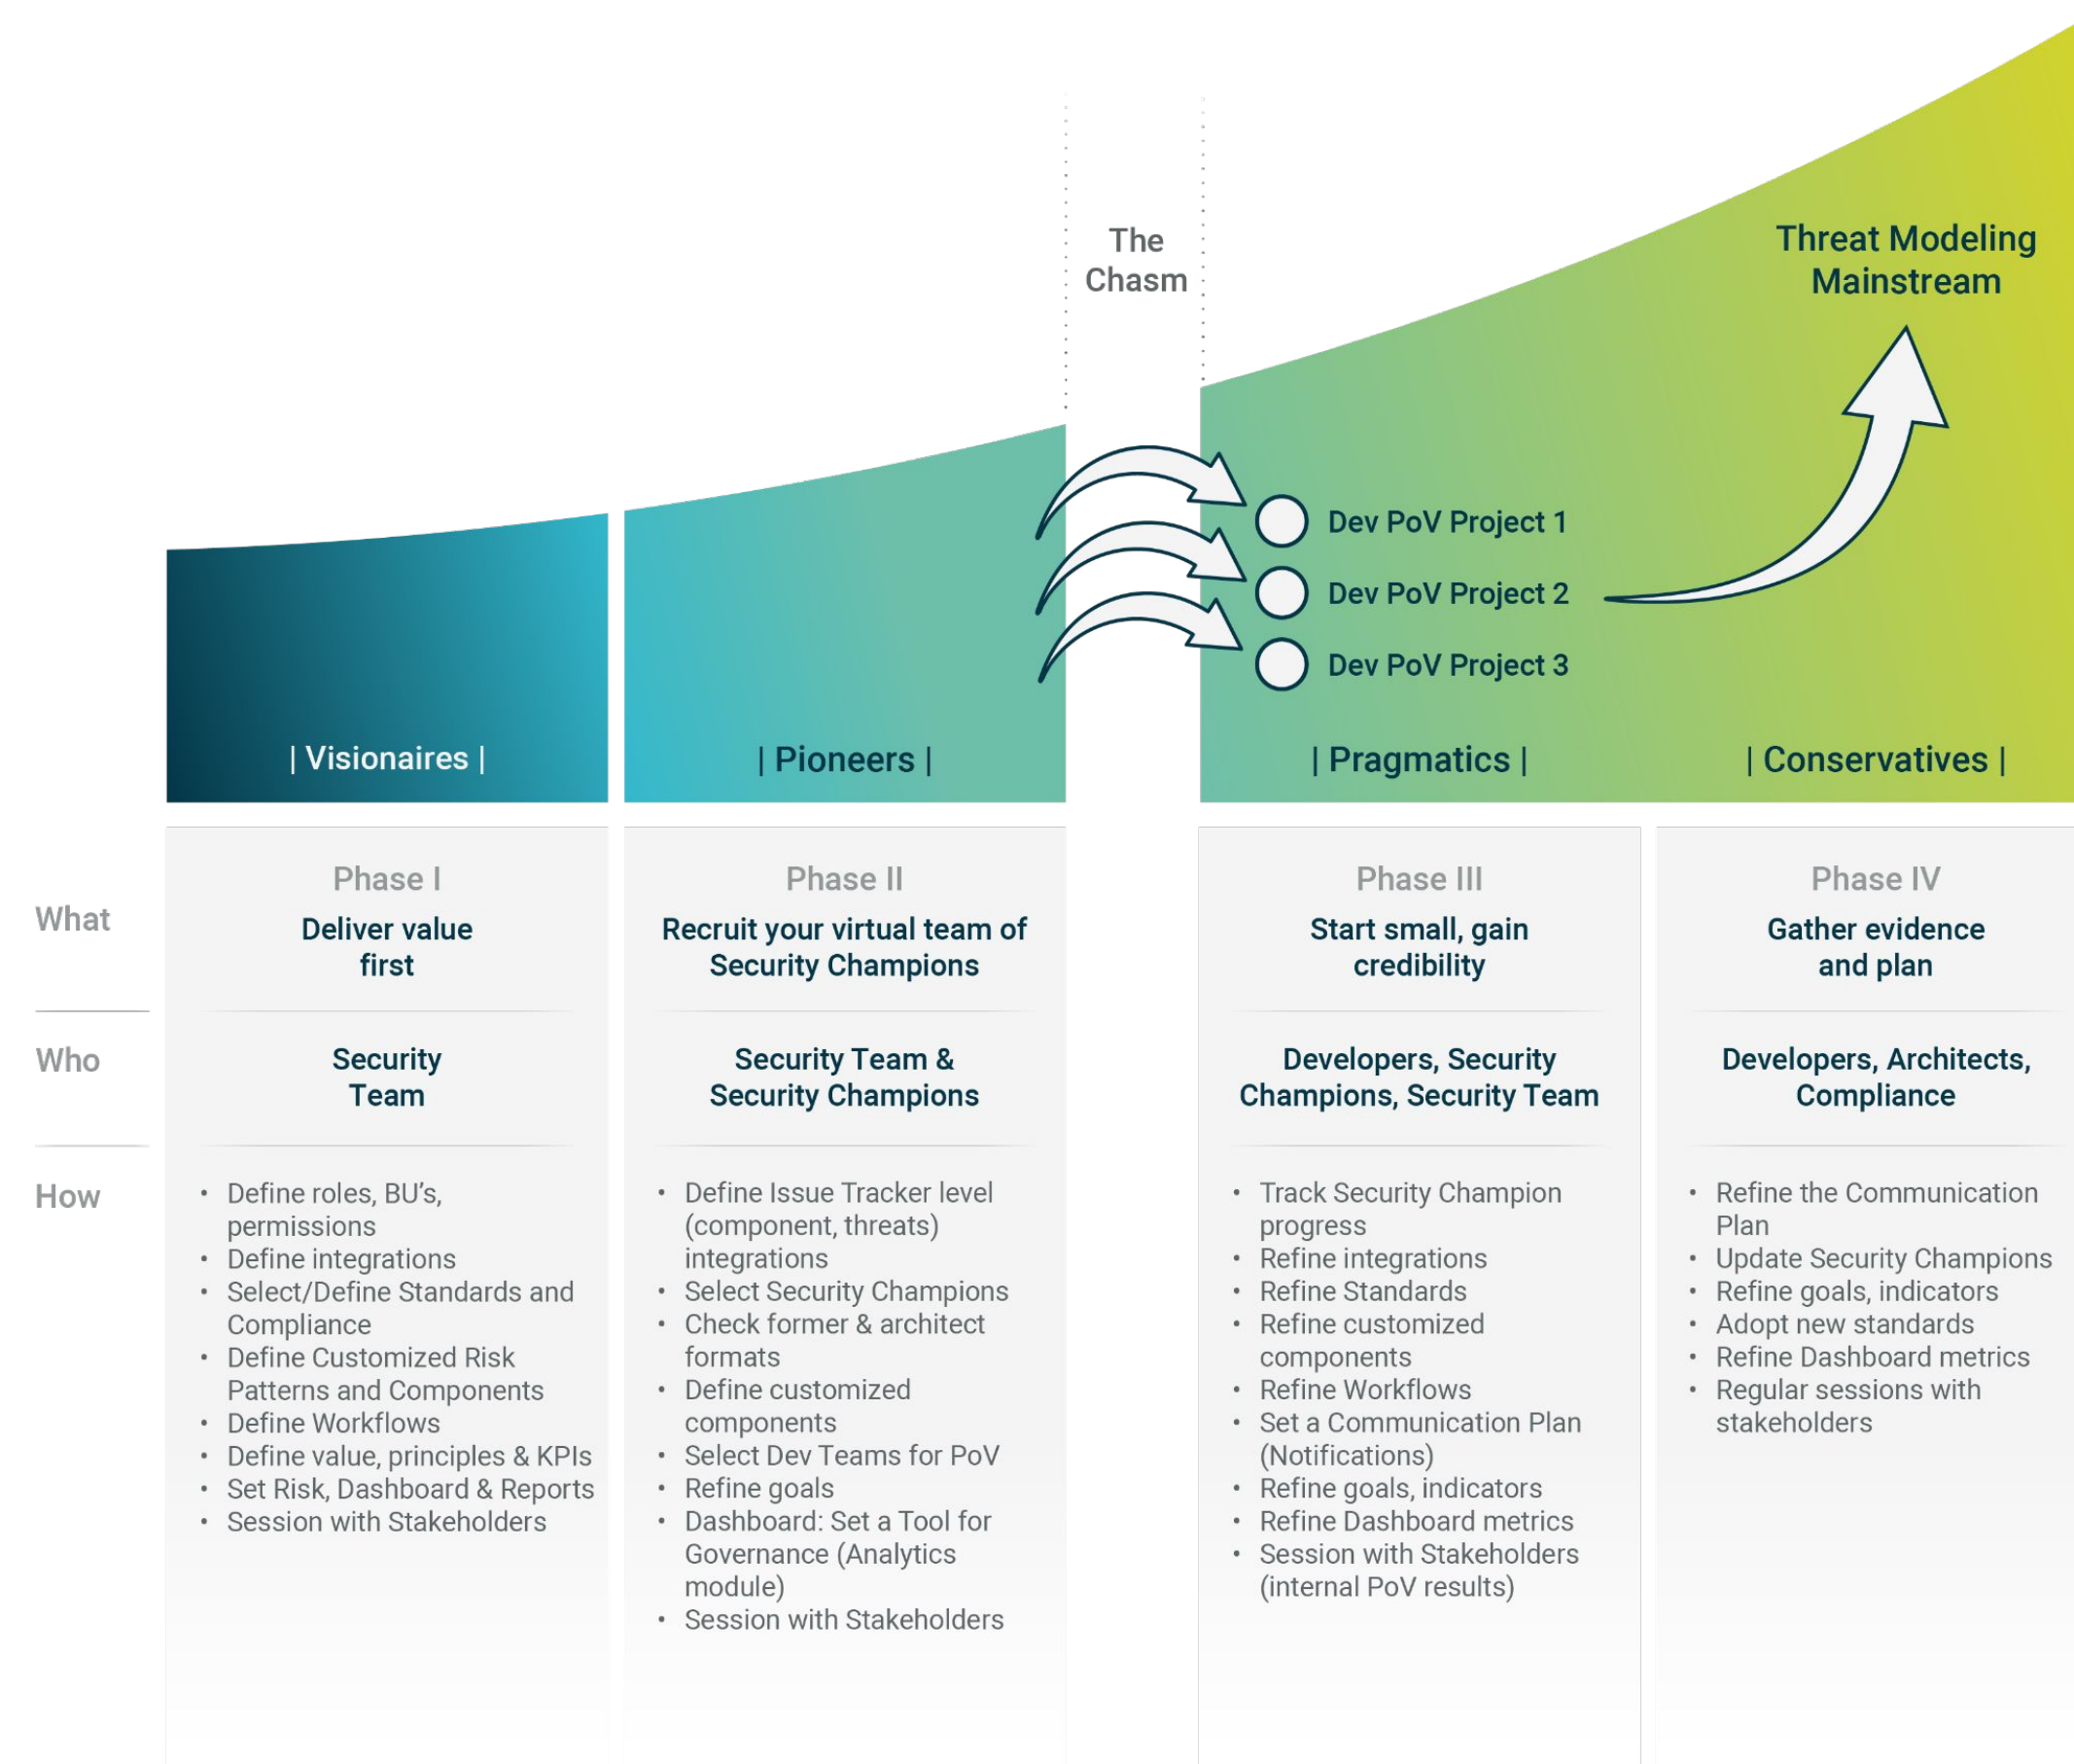 The
Chasm
Threat Modeling
Mainstream
Dev PoV Project 1
Dev PoV Project 2
Dev PoV Project 3
| Visionaires |
| Pioneers |
| Pragmatics |
| Conservatives |
What
Who
How
Phase I
Deliver value
first
Security
Team
• Define roles, BU’s,
permissions
• Define integrations
• Select/Define Standards and
Compliance
• Define Customized Risk
Patterns and Components
• Define Workflows
• Define value, principles & KPIs
• Set Risk, Dashboard & Reports
• Session with Stakeholders
Phase II
Recruit your virtual team of
Security Champions
Security Team &
Security Champions
• Define Issue Tracker level
(component, threats)
integrations
• Select Security Champions
• Check former & architect
formats
• Define customized
components
• Select Dev Teams for PoV
• Refine goals
• Dashboard: Set a Tool for
Governance (Analytics
module)
• Session with Stakeholders
Phase III
Start small, gain
credibility
Developers, Security
Champions, Security Team
• Track Security Champion
progress
• Refine integrations
• Refine Standards
• Refine customized
components
• Refine Workflows
• Set a Communication Plan
(Notifications)
• Refine goals, indicators
• Refine Dashboard metrics
• Session with Stakeholders
(internal PoV results)
Phase IV
Gather evidence
and plan
Developers, Architects,
Compliance
• Refine the Communication
Plan
• Update Security Champions
• Refine goals, indicators
• Adopt new standards
• Refine Dashboard metrics
• Regular sessions with
stakeholders